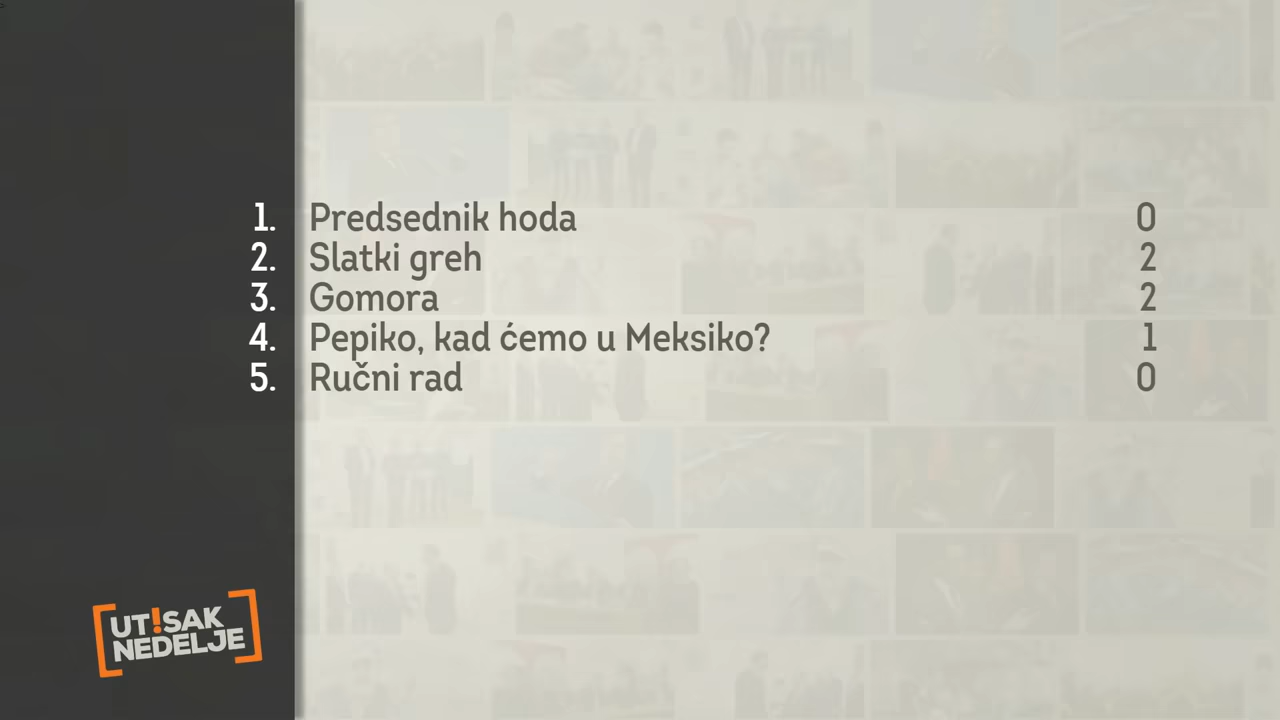 1. Predsednik hoda 0
2. Slatki greh 2
3. Gomora 2
4. Pepiko, kad ćemo u Meksiko? 1
5. Ručni rad 0
UT!SAK
NEDELJE